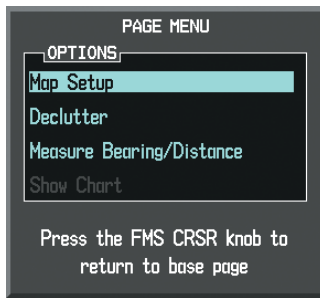 PAGE MENU
OPTIONS
Map Setup
Declutter
Measure Bearing/Distance
Show Chart
Press the FMS CRSR knob to
return to base page